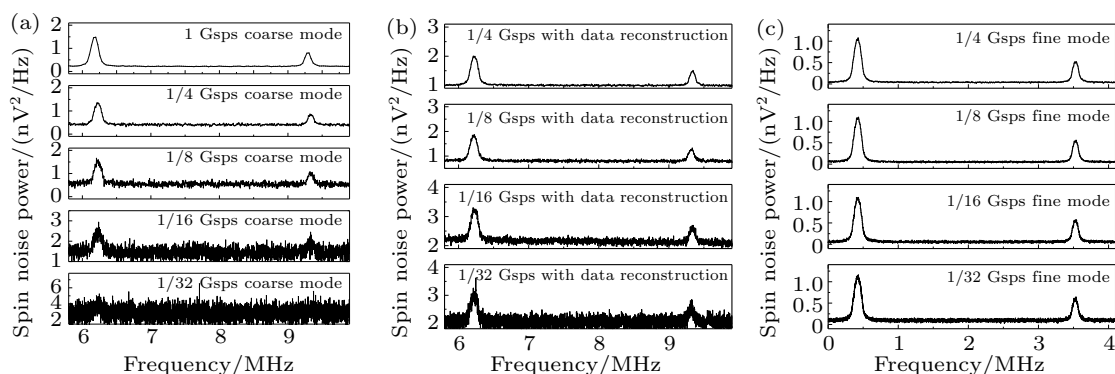 (a)
Spin noise power/(nV²/Hz)
1 Gsps coarse mode
2
1
0
1/4 Gsps coarse mode
2
1
0
1/8 Gsps coarse mode
2
1
0
1/16 Gsps coarse mode
3
2
1
1/32 Gsps coarse mode
6
4
2
6 7 8 9
Frequency/MHz
(b)
Spin noise power/(nV²/Hz)
1/4 Gsps with data reconstruction
3
2
1
1/8 Gsps with data reconstruction
3
2
1
1/16 Gsps with data reconstruction
4
3
2
1/32 Gsps with data reconstruction
4
3
2
6 7 8 9
Frequency/MHz
(c)
Spin noise power/(nV²/Hz)
1/4 Gsps fine mode
1.0
0.5
0
1/8 Gsps fine mode
1.0
0.5
0
1/16 Gsps fine mode
1.0
0.5
0
1/32 Gsps fine mode
1.0
0.5
0
0 1 2 3 4
Frequency/MHz